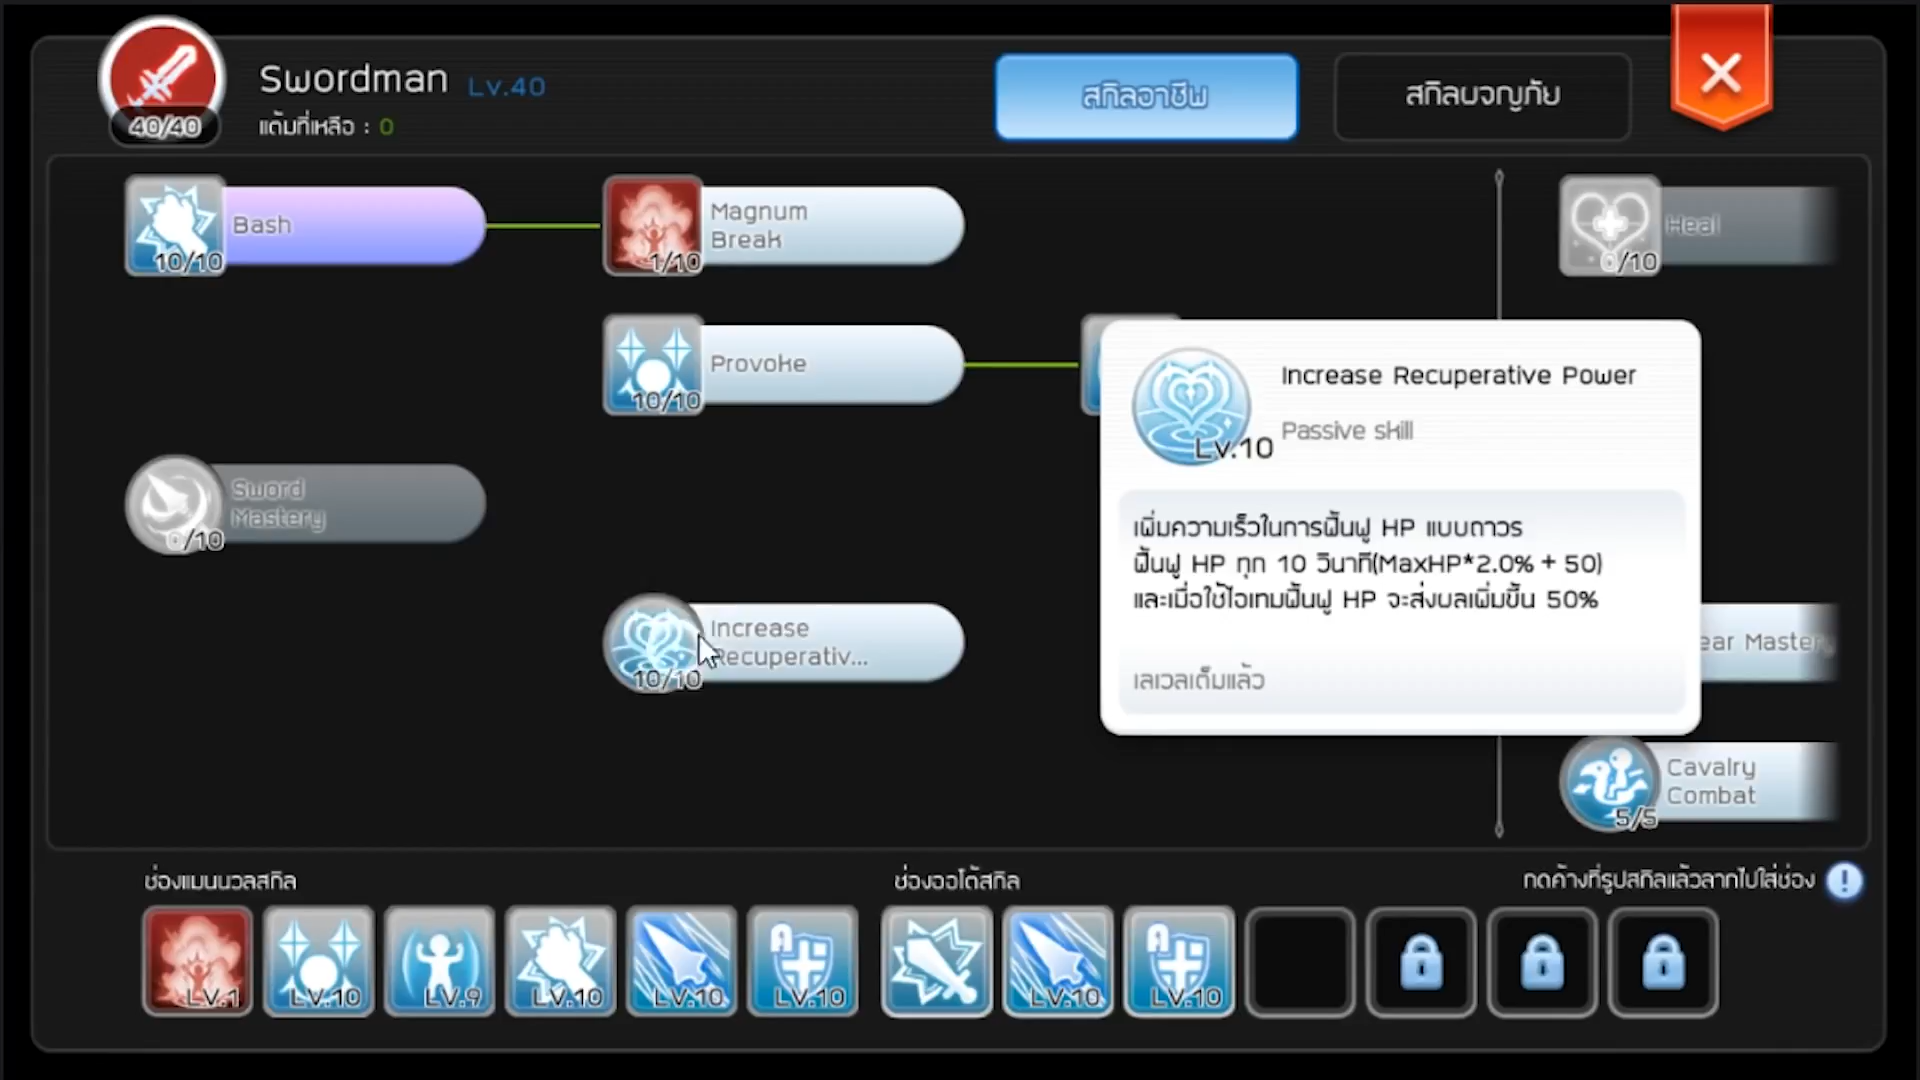 Swordman Lv.40
40/40
แต้มที่เหลือ : 0
สกิลอาชีพ
สกิลผจญภัย
Bash
10/10
Magnum
Break
1/10
Heal
0/10
Provoke
10/10
Sword
Mastery
0/10
Increase
Recuperativ...
10/10
Increase Recuperative Power
Lv.10
Passive skill
เพิ่มความเร็วในการฟื้นฟู HP แบบถาวร
ฟื้นฟู HP ทุก 10 วินาที(MaxHP*2.0% + 50)
และเมื่อใช้ไอเทมฟื้นฟู HP จะส่งผลเพิ่มขึ้น 50%
เลเวลเต็มแล้ว
ear Mastery
Cavalry
Combat
5/5
ช่องแมนนวลสกิล
ช่องออโต้สกิล
กดค้างที่รูปสกิลแล้วลากไปใส่ช่อง
LV.1
LV.10
LV.9
LV.10
LV.10
LV.10
LV.10
LV.10